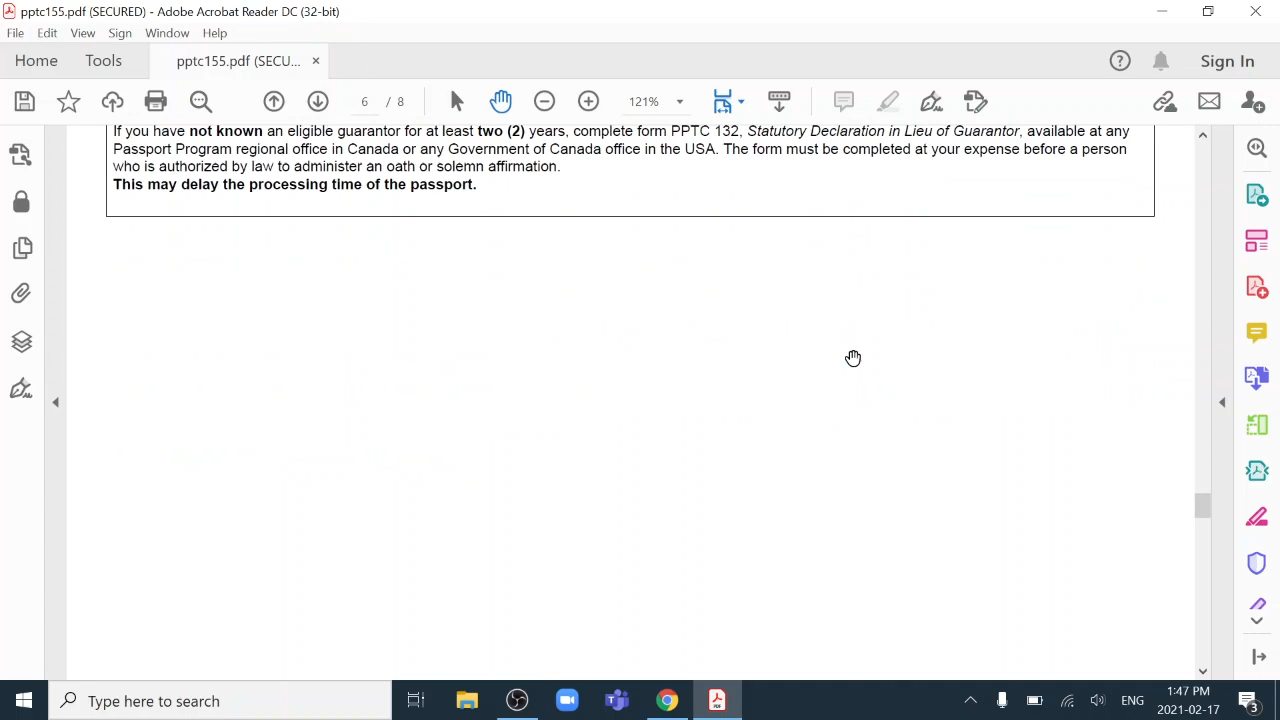 pptc155.pdf (SECURED) - Adobe Acrobat Reader DC (32-bit)
File Edit View Sign Window Help
Home Tools pptc155.pdf (SECU... × Sign In
6 / 8 121%
If you have not known an eligible guarantor for at least two (2) years, complete form PPTC 132, Statutory Declaration in Lieu of Guarantor, available at any
Passport Program regional office in Canada or any Government of Canada office in the USA. The form must be completed at your expense before a person
who is authorized by law to administer an oath or solemn affirmation.
This may delay the processing time of the passport.
Type here to search ENG 1:47 PM
2021-02-17 3